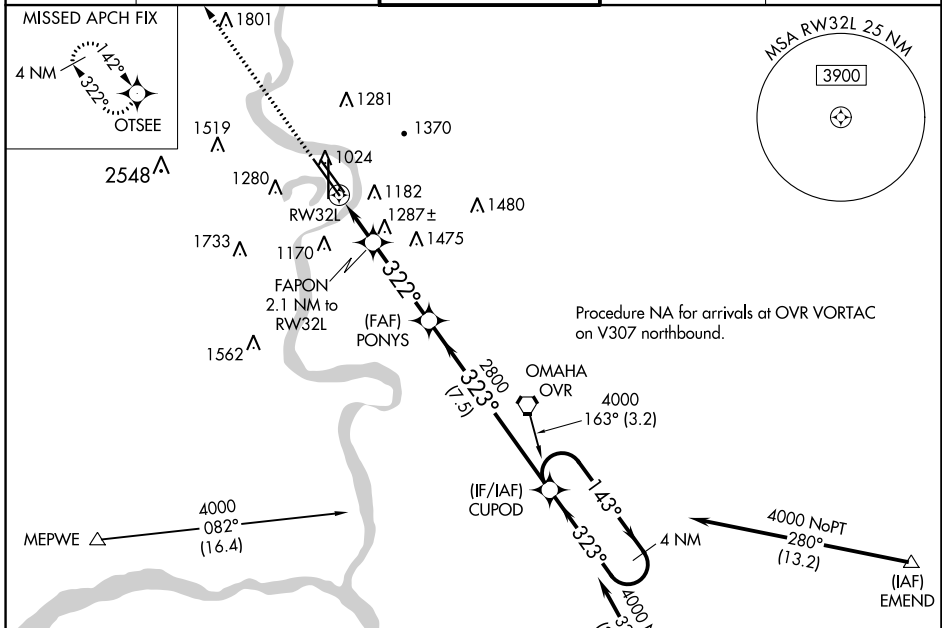 MISSED APCH FIX
4 NM
142°
322°
OTSEE
1801
MSA RW32L 25 NM
3900
1281
1370
1519
1024
2548
1280
1182
RW32L
1287±
1480
1475
1733
1170
322°
FAPON
2.1 NM to
RW32L
(FAF)
PONYS
Procedure NA for arrivals at OVR VORTAC
on V307 northbound.
1562
2800
323°
(7.5)
OMAHA
OVR
4000
163° (3.2)
(IF/IAF)
CUPOD
143°
323°
4 NM
MEPWE
4000
082°
(16.4)
4000 NoPT
280°
(13.2)
(IAF)
EMEND
4000